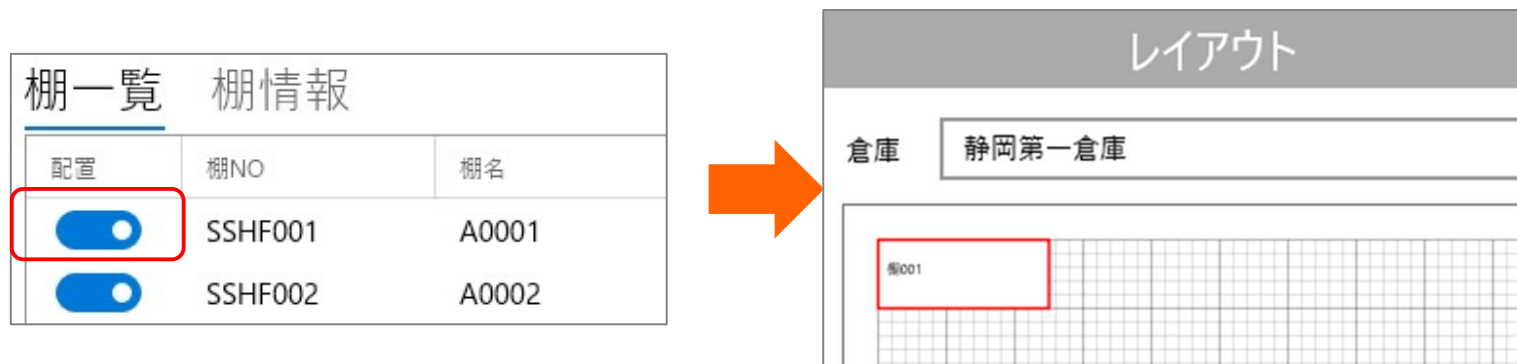 棚一覧 棚情報
配置 棚NO 棚名
SSHF001 A0001
SSHF002 A0002
レイアウト
倉庫 静岡第一倉庫
棚001